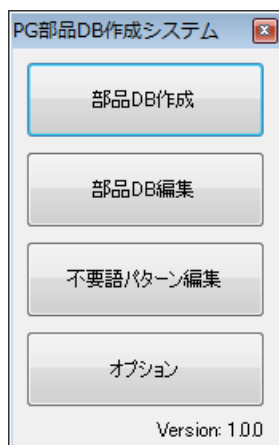 PG部品DB作成システム
部品DB作成
部品DB編集
不要語パターン編集
オプション
Version: 1.0.0